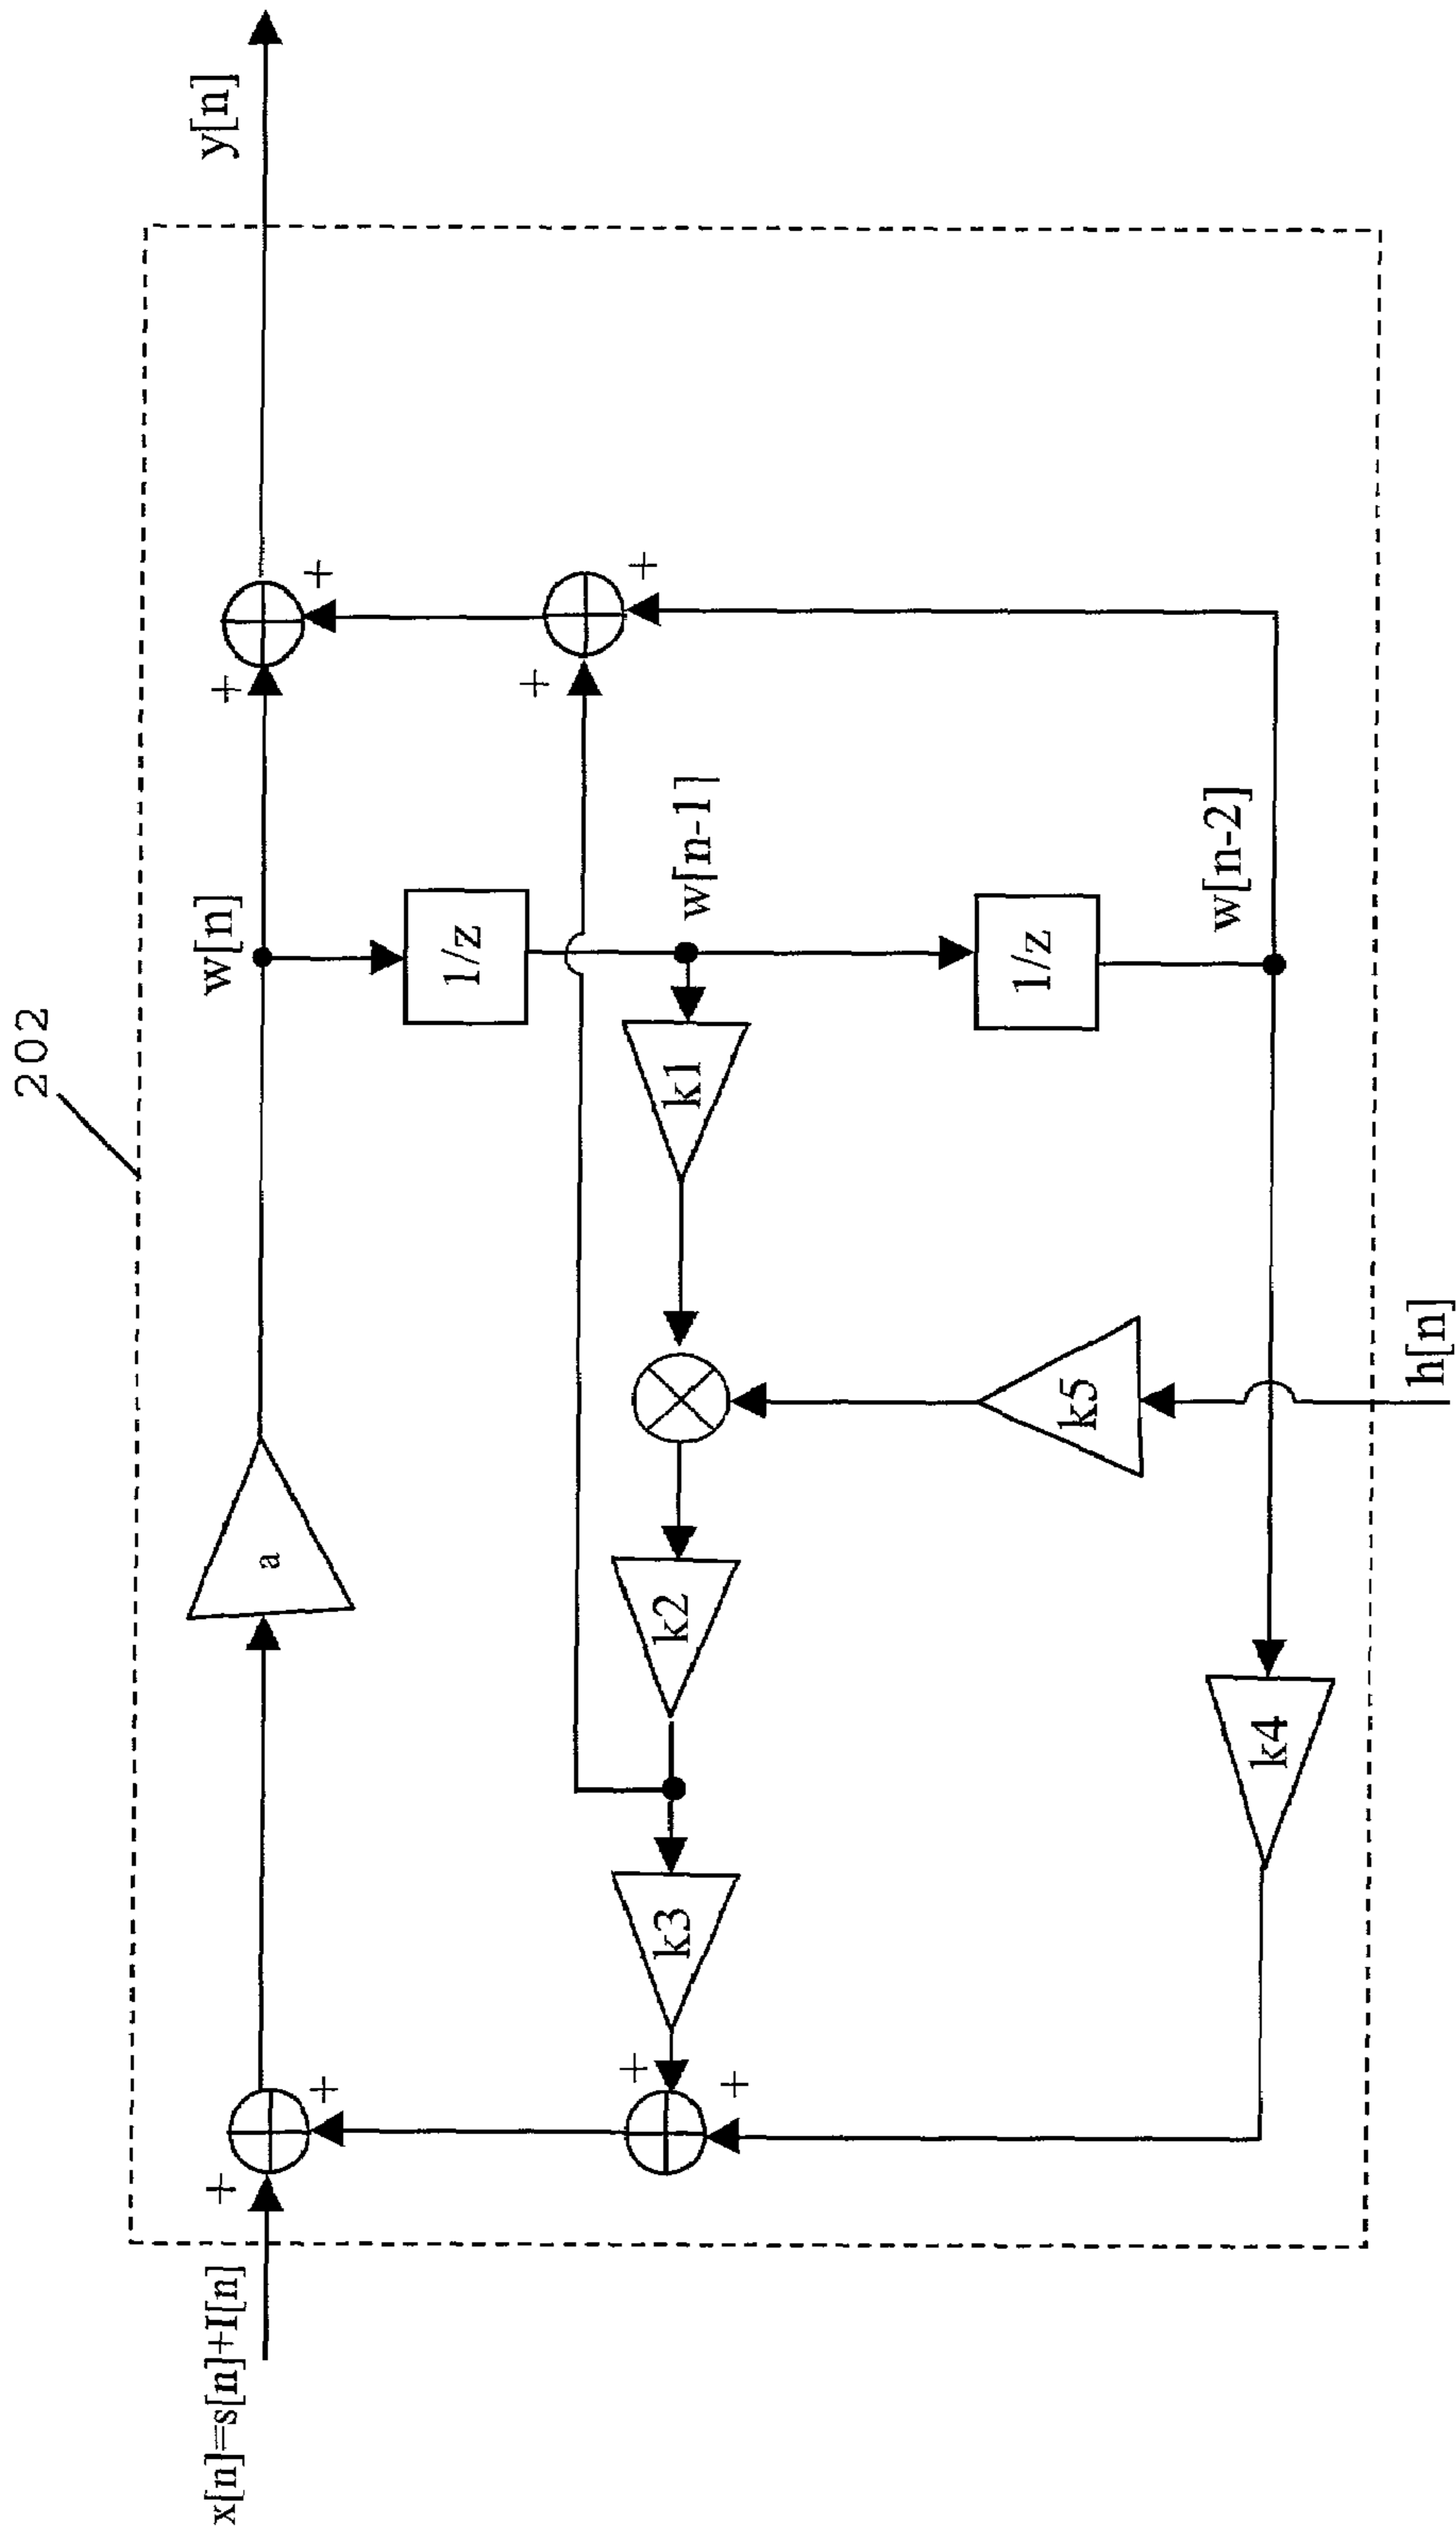 202
x[n]=s[n]+I[n]
+
+
a
w[n]
+
+
y[n]
1/z
+
+
k3
k2
k1
w[n-1]
+
+
k5
1/z
k4
w[n-2]
h[n]